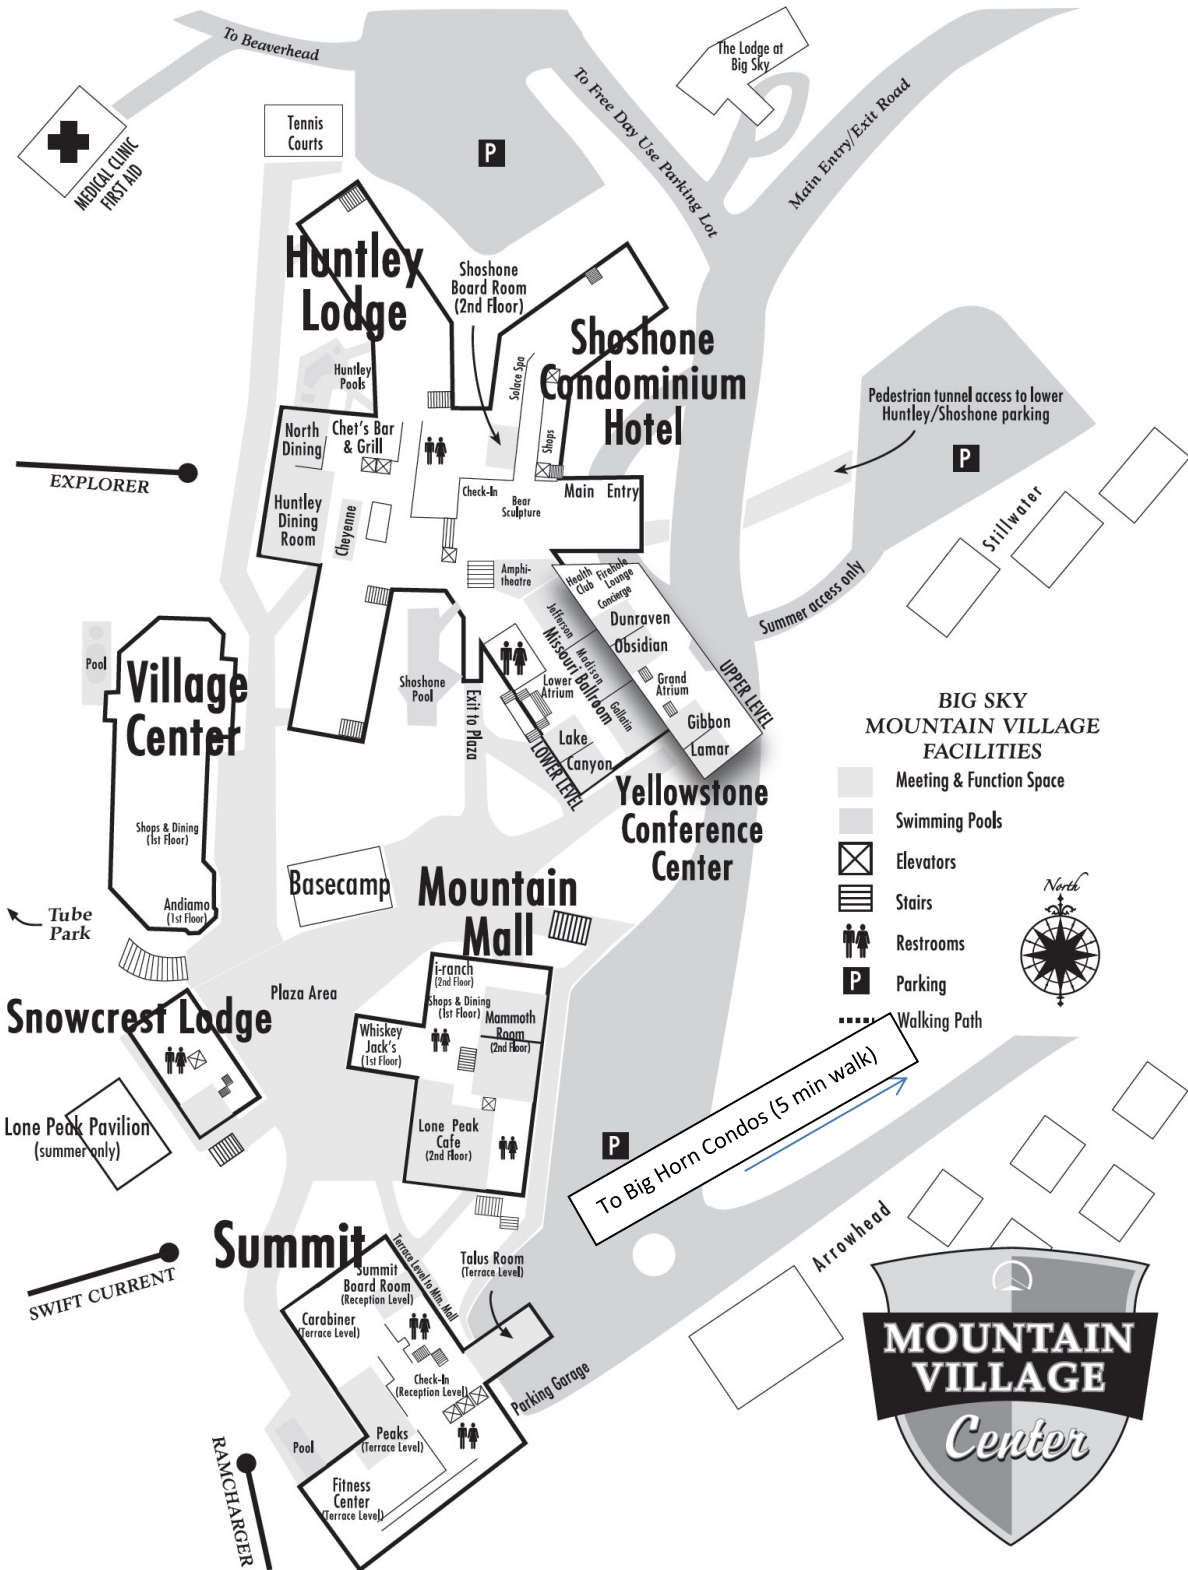 To Beaverhead
The Lodge at
Big Sky
To Free Day Use Parking Lot
Main Entry/Exit Road
MEDICAL CLINIC
FIRST AID
Tennis
Courts
P
Huntley
Lodge
Shoshone
Board Room
(2nd Floor)
Shoshone
Condominium
Hotel
Solace Spa
Shops
Huntley
Pools
North
Dining
Chet's Bar
& Grill
Pedestrian tunnel access to lower
Huntley/Shoshone parking
P
EXPLORER
Huntley
Dining
Room
Cheyenne
Check-In
Bear
Sculpture
Main Entry
Stillwater
Amphi-
theatre
Health
Club
Firehole
Lounge
Concierge
Summer access only
Dunraven
Obsidian
Jefferson
Missouri Ballroom
Madison
Gallatin
Grand
Atrium
UPPER LEVEL
Gibbon
Lamar
Pool
Village
Center
Shoshone
Pool
Exit to Plaza
Lower
Atrium
Lake
Canyon
LOWER LEVEL
Yellowstone
Conference
Center
BIG SKY
MOUNTAIN VILLAGE
FACILITIES
Meeting & Function Space
Swimming Pools
Elevators
Stairs
Restrooms
P
Parking
Walking Path
North
Shops & Dining
(1st Floor)
Andiamo
(1st Floor)
Tube
Park
Basecamp
Mountain
Mall
Plaza Area
i-ranch
(2nd Floor)
Shops & Dining
(1st Floor)
Mammoth
Room
(2nd Floor)
Whiskey
Jack's
(1st Floor)
Lone Peak
Cafe
(2nd Floor)
Snowcrest Lodge
Lone Peak Pavilion
(summer only)
P
To Big Horn Condos (5 min walk)
Arrowhead
SWIFT CURRENT
Summit
Summit
Board Room
(Reception Level)
Terrace Level to Mtn. Mall
Talus Room
(Terrace Level)
Carabiner
(Terrace Level)
Check-In
(Reception Level)
Parking Garage
Peaks
(Terrace Level)
Pool
Fitness
Center
(Terrace Level)
RAMCHARGER
MOUNTAIN
VILLAGE
Center